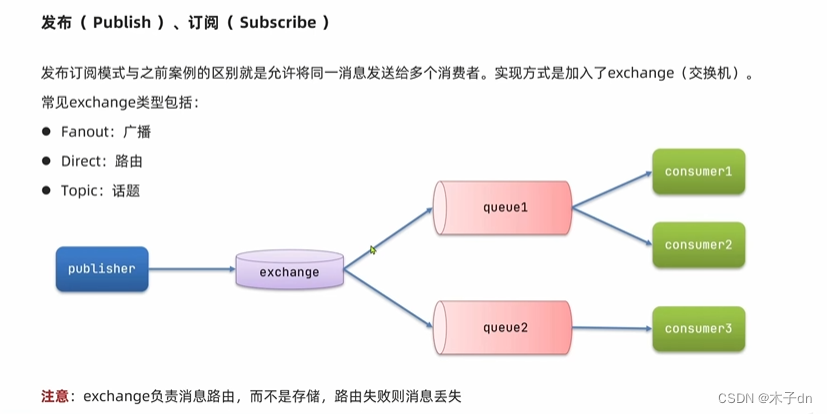 发布（ Publish ）、订阅（ Subscribe ）
发布订阅模式与之前案例的区别就是允许将同一消息发送给多个消费者。实现方式是加入了exchange（交换机）。
常见exchange类型包括：
● Fanout：广播
● Direct：路由
● Topic：话题
consumer1
queue1
consumer2
publisher
exchange
queue2
consumer3
注意：exchange负责消息路由，而不是存储，路由失败则消息丢失
CSDN @木子dn